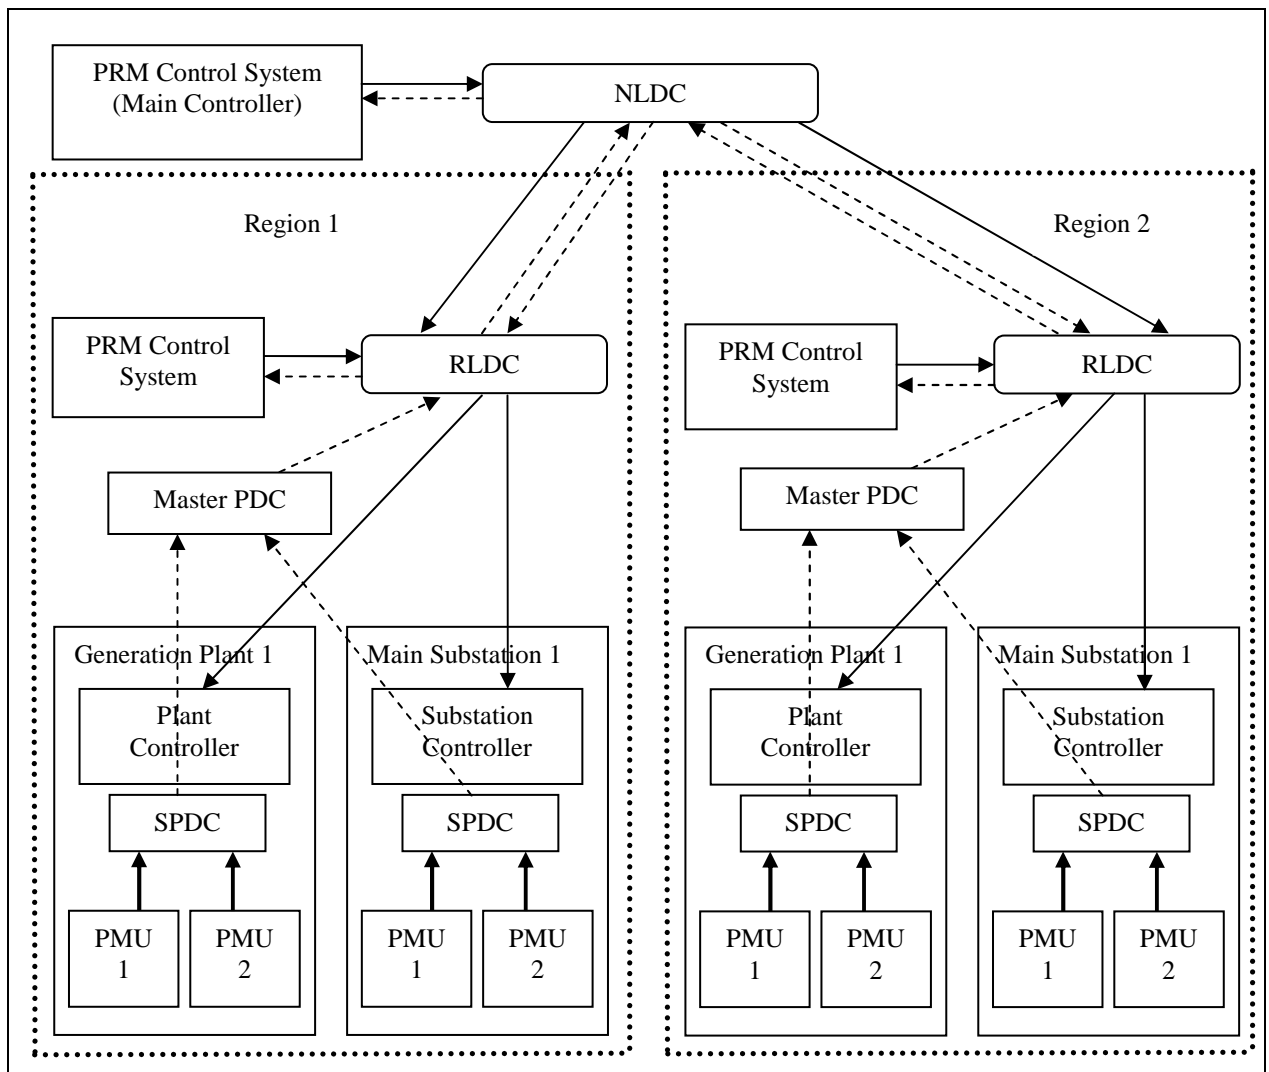 PRM Control System
(Main Controller)
NLDC
Region 1
Region 2
PRM Control
System
RLDC
PRM Control
System
RLDC
Master PDC
Master PDC
Generation Plant 1
Main Substation 1
Generation Plant 1
Main Substation 1
Plant
Controller
Substation
Controller
Plant
Controller
Substation
Controller
SPDC
SPDC
SPDC
SPDC
PMU
1
PMU
2
PMU
1
PMU
2
PMU
1
PMU
2
PMU
1
PMU
2